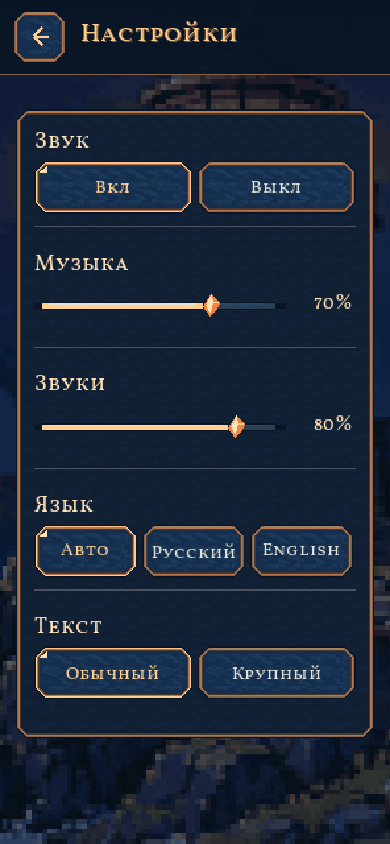 Настройки
Звук
Вкл Выкл
Музыка
70%
Звуки
80%
Язык
Авто Русский English
Текст
Обычный Крупный